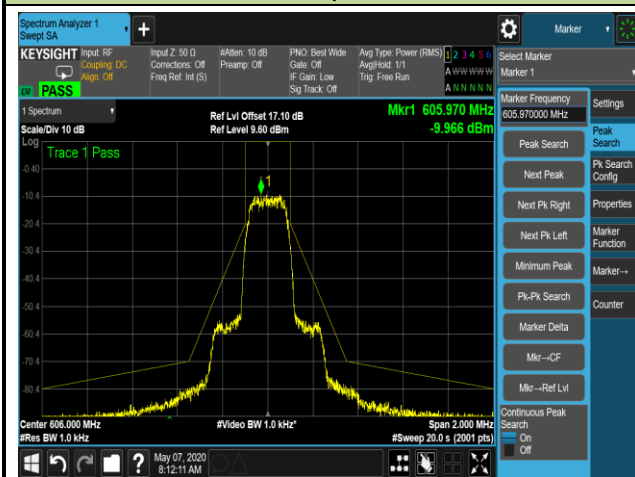 Spectrum Analyzer 1
Swept SA
Marker
KEYSIGHT
Input: RF
Coupling: DC
Align: Off
Input Z: 50 Ω
Corrections: Off
Freq Ref: Int (S)
#Atten: 10 dB
Preamp: Off
PNO: Best Wide
Gate: Off
IF Gain: Low
Sig Track: Off
Avg Type: Power (RMS)
Avg|Hold: 1/1
Trig: Free Run
1 2 3 4 5 6
A W W W W W
A N N N N N
PASS
Select Marker
Marker 1
1 Spectrum
Scale/Div 10 dB
Ref Lvl Offset 17.10 dB
Ref Level 9.60 dBm
Mkr1 605.970 MHz
-9.966 dBm
Log
Trace 1 Pass
1
-0.40
-10.4
-20.4
-30.4
-40.4
-50.4
-60.4
-70.4
-80.4
Center 606.000 MHz
#Res BW 1.0 kHz
#Video BW 1.0 kHz*
Span 2.000 MHz
#Sweep 20.0 s (2001 pts)
Marker Frequency
605.970000 MHz
Peak Search
Next Peak
Next Pk Right
Next Pk Left
Minimum Peak
Pk-Pk Search
Marker Delta
Mkr→CF
Mkr→Ref Lvl
Continuous Peak
Search
On
Off
Settings
Peak
Search
Pk Search
Config
Properties
Marker
Function
Marker→
Counter
May 07, 2020
8:12:11 AM